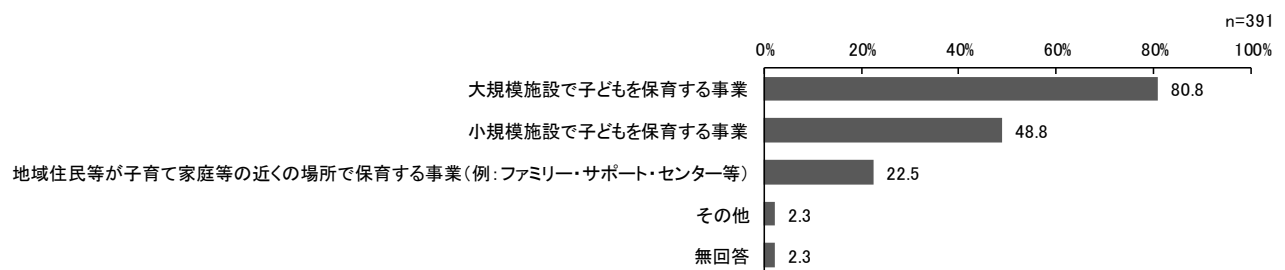 n=391
0% 20% 40% 60% 80% 100%
大規模施設で子どもを保育する事業 80.8
小規模施設で子どもを保育する事業 48.8
地域住民等が子育て家庭等の近くの場所で保育する事業(例:ファミリー・サポート・センター等) 22.5
その他 2.3
無回答 2.3